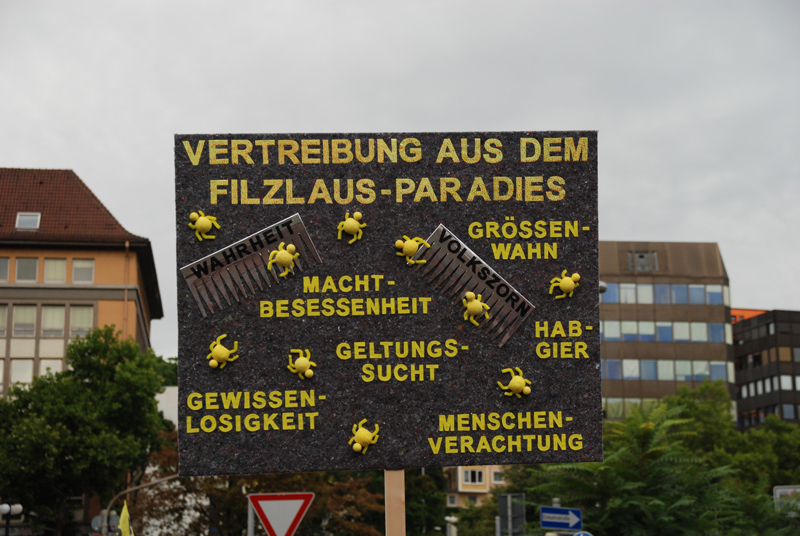 VERTREIBUNG AUS DEM
FILZLAUS-PARADIES
WAHRHEIT
VOLKSZORN
GRÖSSEN-
WAHN
MACHT-
BESESSENHEIT
HAB-
GIER
GELTUNGS-
SUCHT
GEWISSEN-
LOSIGKEIT
MENSCHEN-
VERACHTUNG